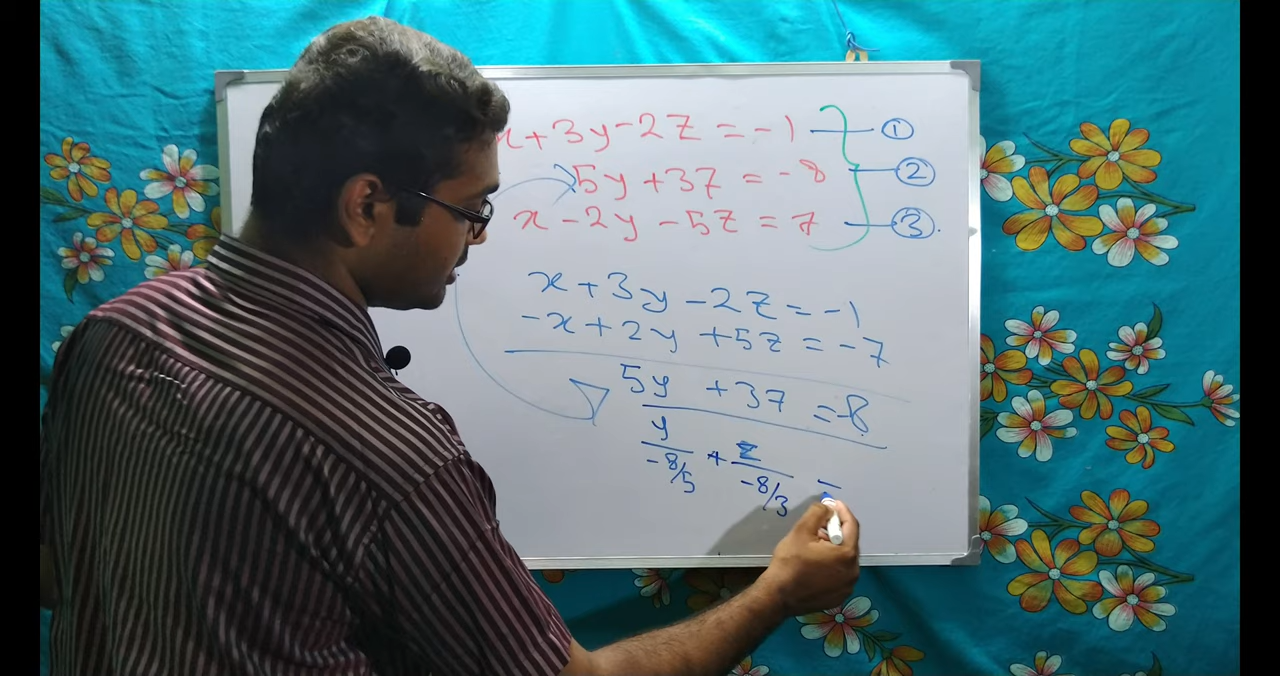 x+3y-2z = -1 ①
5y+3z = -8 ②
x-2y-5z = 7 ③.
x+3y-2z = -1
-x+2y+5z = -7
5y +3z = -8
y/-8/5 + z/-8/3 =